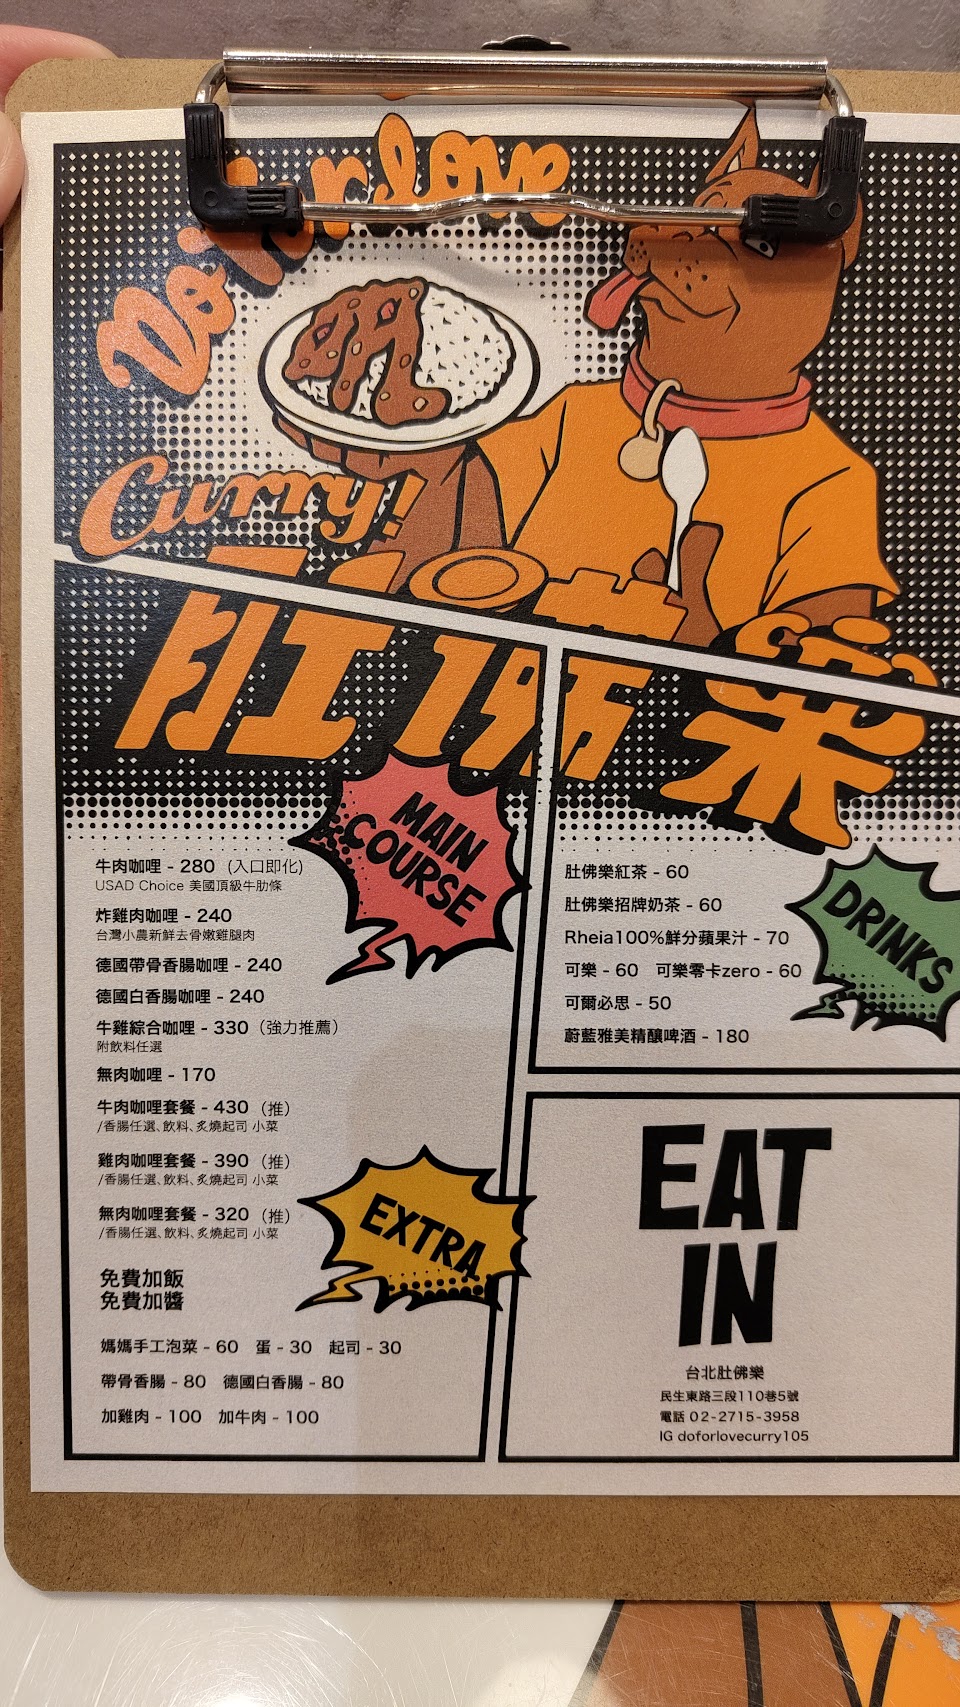 Do for love
Curry!
肚佛樂
MAIN
COURSE
牛肉咖哩 - 280 (入口即化)
USAD Choice 美國頂級牛肋條
炸雞肉咖哩 - 240
台灣小農新鮮去骨嫩雞腿肉
德國帶骨香腸咖哩 - 240
德國白香腸咖哩 - 240
牛雞綜合咖哩 - 330 (強力推薦)
附飲料任選
無肉咖哩 - 170
牛肉咖哩套餐 - 430 (推)
/香腸任選、飲料、炙燒起司 小菜
雞肉咖哩套餐 - 390 (推)
/香腸任選、飲料、炙燒起司 小菜
無肉咖哩套餐 - 320 (推)
/香腸任選、飲料、炙燒起司 小菜
EXTRA
免費加飯
免費加醬
媽媽手工泡菜 - 60 蛋 - 30 起司 - 30
帶骨香腸 - 80 德國白香腸 - 80
加雞肉 - 100 加牛肉 - 100
DRINKS
肚佛樂紅茶 - 60
肚佛樂招牌奶茶 - 60
Rheia100%鮮分蘋果汁 - 70
可樂 - 60 可樂零卡zero - 60
可爾必思 - 50
蔚藍雅美精釀啤酒 - 180
EAT
IN
台北肚佛樂
民生東路三段110巷5號
電話 02-2715-3958
IG doforlovecurry105